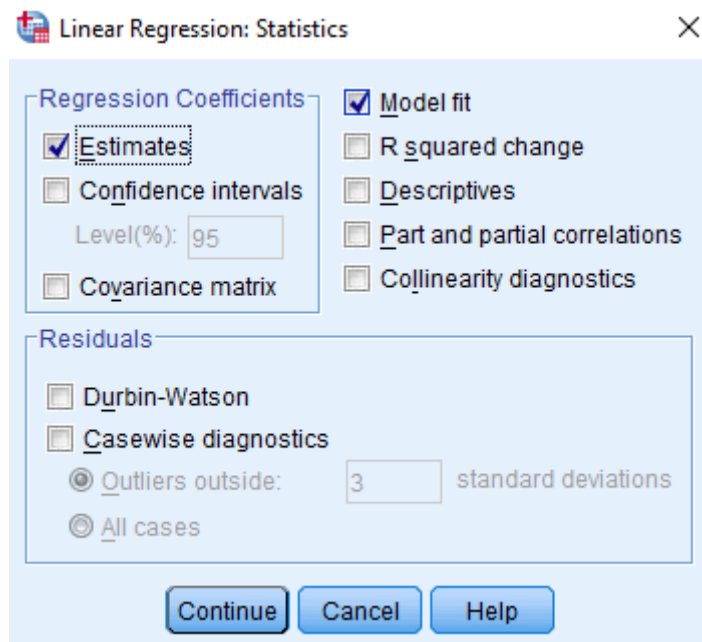 Linear Regression: Statistics
Regression Coefficients
Estimates
Confidence intervals
Level(%): 95
Covariance matrix
Model fit
R squared change
Descriptives
Part and partial correlations
Collinearity diagnostics
Residuals
Durbin-Watson
Casewise diagnostics
Outliers outside: 3 standard deviations
All cases
Continue Cancel Help